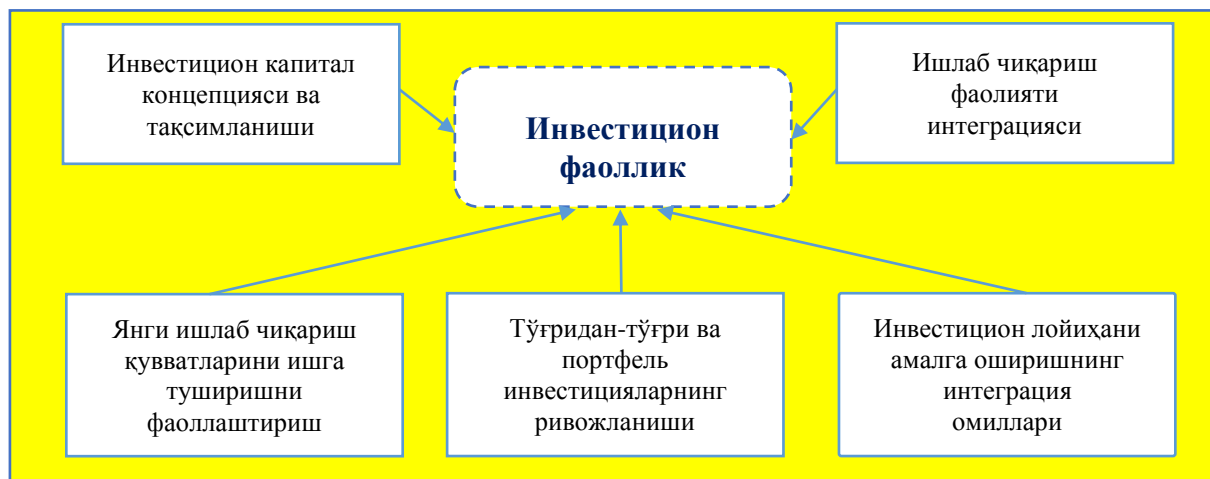 Инвестицион капитал
концепцияси ва
тақсимланиши
Инвестицион
фаоллик
Ишлаб чиқариш
фаолияти
интеграцияси
Янги ишлаб чиқариш
қувватларини ишга
туширишни
фаоллаштириш
Тўғридан-тўғри ва
портфель
инвестицияларнинг
ривожланиши
Инвестицион лойиҳани
амалга оширишнинг
интеграция
омиллари